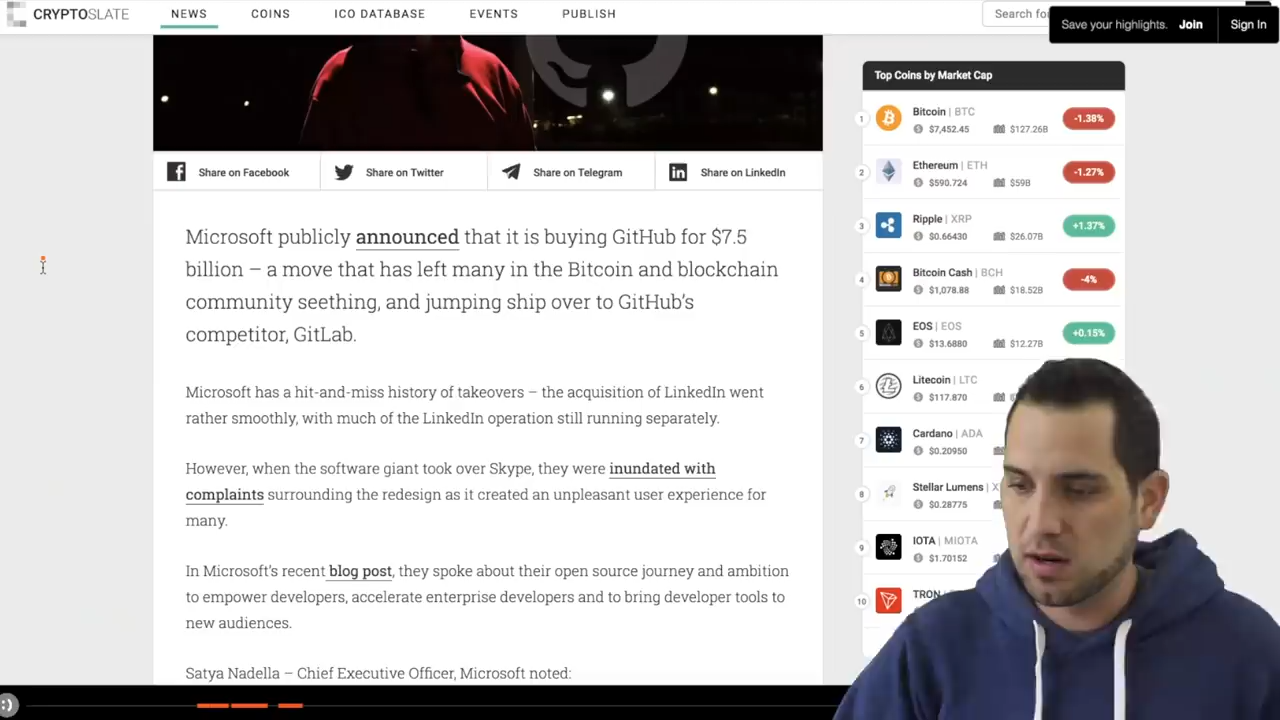 CRYPTOSLATE
NEWS
COINS
ICO DATABASE
EVENTS
PUBLISH
Search for
Save your highlights. Join
Sign In
Share on Facebook
Share on Twitter
Share on Telegram
Share on LinkedIn
Microsoft publicly announced that it is buying GitHub for $7.5
billion – a move that has left many in the Bitcoin and blockchain
community seething, and jumping ship over to GitHub's
competitor, GitLab.
Microsoft has a hit-and-miss history of takeovers – the acquisition of LinkedIn went
rather smoothly, with much of the LinkedIn operation still running separately.
However, when the software giant took over Skype, they were inundated with
complaints surrounding the redesign as it created an unpleasant user experience for
many.
In Microsoft's recent blog post, they spoke about their open source journey and ambition
to empower developers, accelerate enterprise developers and to bring developer tools to
new audiences.
Satya Nadella – Chief Executive Officer, Microsoft noted:
Top Coins by Market Cap
1 Bitcoin | BTC -1.38%
$7,452.45 $127.26B
2 Ethereum | ETH -1.27%
$590.724 $59B
3 Ripple | XRP +1.37%
$0.66430 $26.07B
4 Bitcoin Cash | BCH -4%
$1,078.88 $18.52B
5 EOS | EOS +0.15%
$13.6880 $12.27B
6 Litecoin | LTC
$117.870
7 Cardano | ADA
$0.20950
8 Stellar Lumens | X
$0.28775
9 IOTA | MIOTA
$1.70152
10 TRON